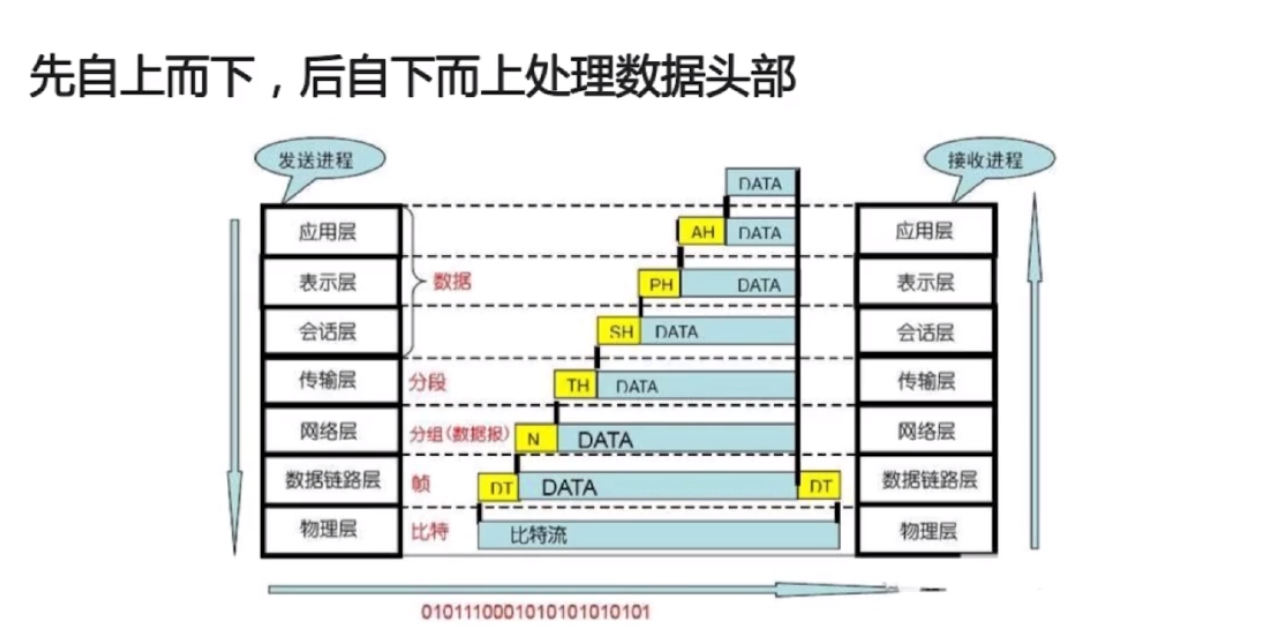 先自上而下，后自下而上处理数据头部
发送进程
接收进程
DATA
应用层
AH
DATA
应用层
表示层
数据
PH
DATA
表示层
会话层
SH
DATA
会话层
传输层
分段
TH
DATA
传输层
网络层
分组(数据报)
N
DATA
网络层
数据链路层
帧
DT
DATA
DT
数据链路层
物理层
比特
比特流
物理层
0101110001010101010101